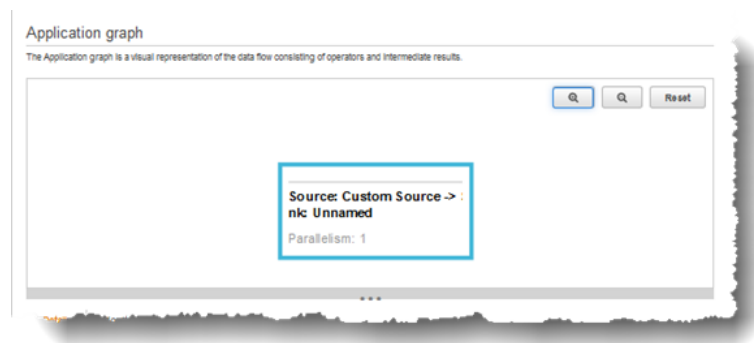 Application graph
The Application graph is a visual representation of the data flow consisting of operators and intermediate results.
Reset
Source: Custom Source ->
nk: Unnamed
Parallelism: 1